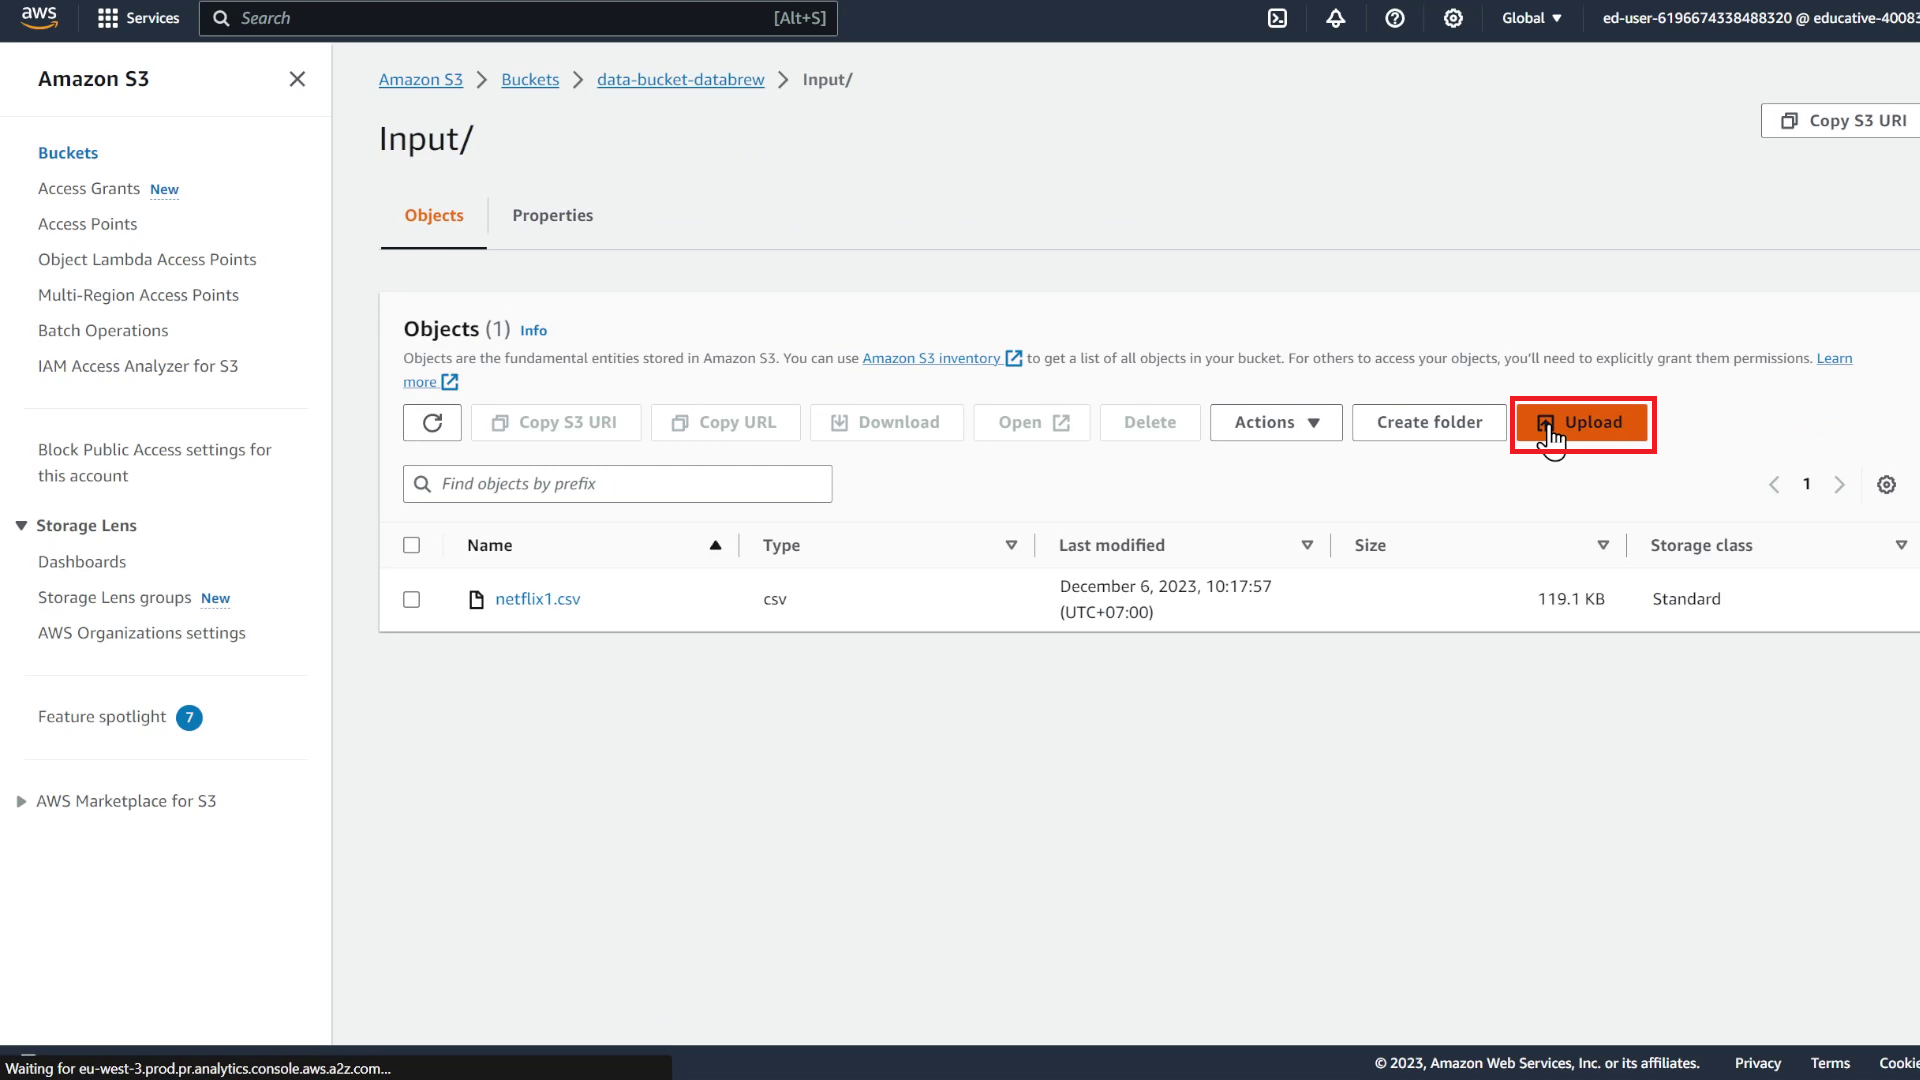 aws
Services
Search
[Alt+S]
Global
ed-user-6196674338488320 @ educative-40083
Amazon S3
Buckets
Access Grants New
Access Points
Object Lambda Access Points
Multi-Region Access Points
Batch Operations
IAM Access Analyzer for S3
Block Public Access settings for
this account
Storage Lens
Dashboards
Storage Lens groups New
AWS Organizations settings
Feature spotlight 7
AWS Marketplace for S3
Amazon S3 Buckets data-bucket-databrew Input/
Input/
Copy S3 URI
Objects
Properties
Objects (1) Info
Objects are the fundamental entities stored in Amazon S3. You can use Amazon S3 inventory to get a list of all objects in your bucket. For others to access your objects, you'll need to explicitly grant them permissions. Learn
more
Copy S3 URI
Copy URL
Download
Open
Delete
Actions
Create folder
Upload
Find objects by prefix
1
Name
Type
Last modified
Size
Storage class
netflix1.csv
csv
December 6, 2023, 10:17:57
(UTC+07:00)
119.1 KB
Standard
Waiting for eu-west-3.prod.pr.analytics.console.aws.a2z.com...
© 2023, Amazon Web Services, Inc. or its affiliates.
Privacy
Terms
Cookie